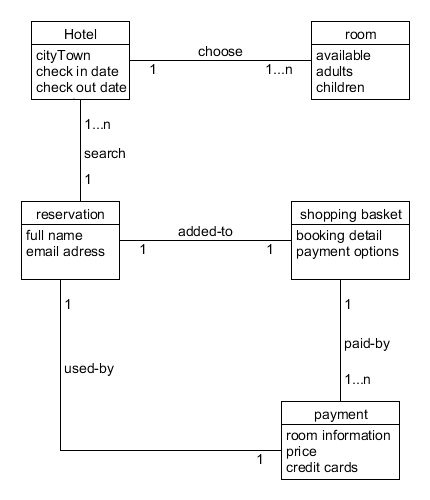 Hotel
cityTown
check in date
check out date
choose
1
1...n
room
available
adults
children
1...n
search
1
reservation
full name
email adress
added-to
1
1
shopping basket
booking detail
payment options
1
used-by
1
1
paid-by
1...n
payment
room information
price
credit cards